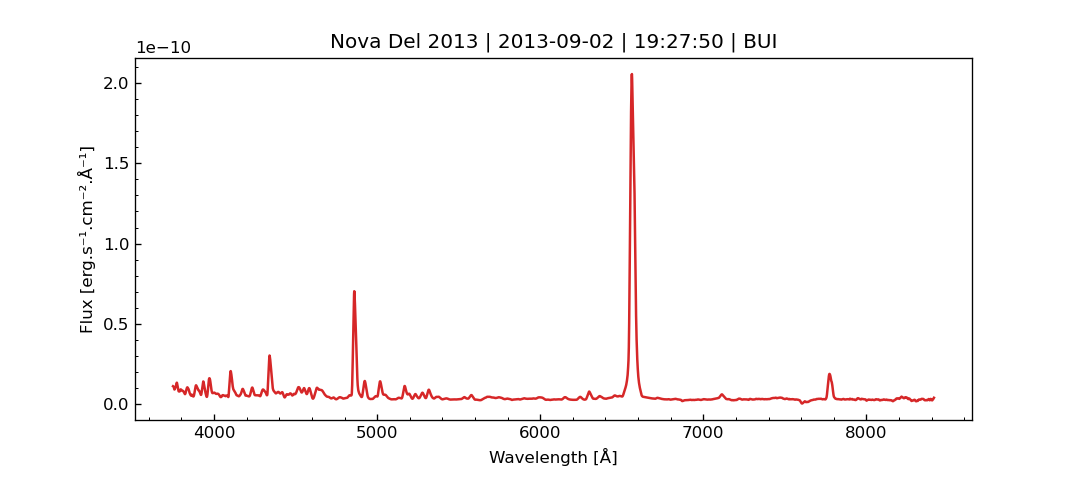 Nova Del 2013 | 2013-09-02 | 19:27:50 | BUI
1e−10
2.0
1.5
1.0
0.5
0.0
Flux [erg.s⁻¹.cm⁻².Å⁻¹]
4000 5000 6000 7000 8000
Wavelength [Å]